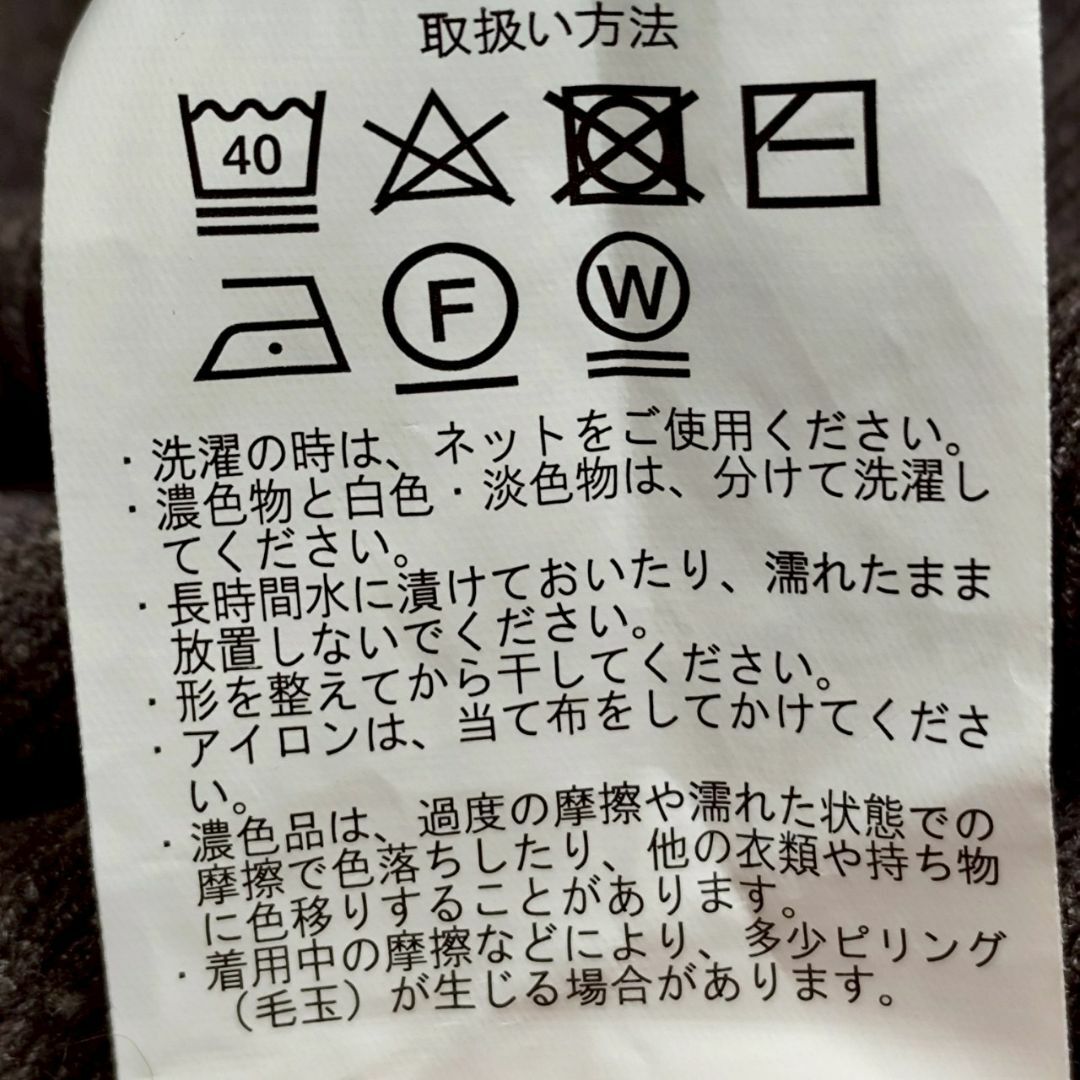 取扱い方法
40
F W
・洗濯の時は、ネットをご使用ください。
・濃色物と白色・淡色物は、分けて洗濯し
てください。
・長時間水に漬けておいたり、濡れたまま
放置しないでください。
・形を整えてから干してください。
・アイロンは、当て布をしてかけてくださ
い。
・濃色品は、過度の摩擦や濡れた状態での
摩擦で色落ちしたり、他の衣類や持ち物
に色移りすることがあります。
・着用中の摩擦などにより、多少ピリング
（毛玉）が生じる場合があります。